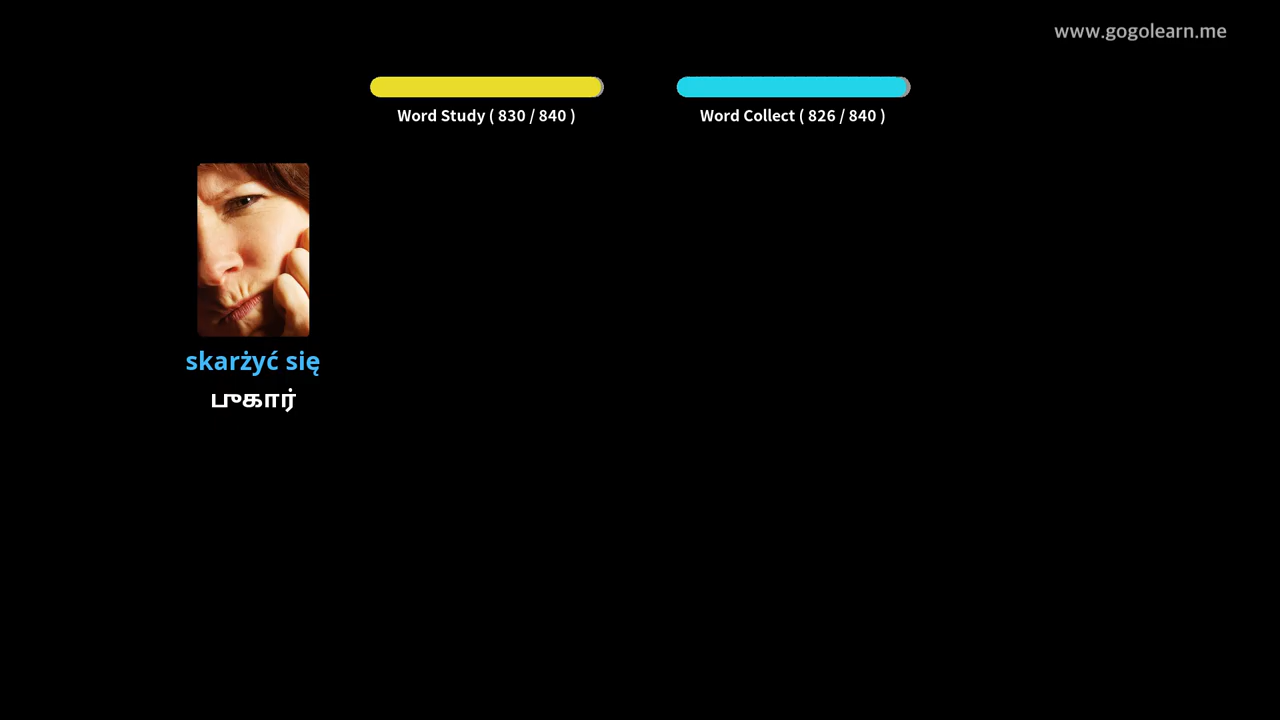 www.gogolearn.me
Word Study ( 830 / 840 )
Word Collect ( 826 / 840 )
skarżyć się
புகார்